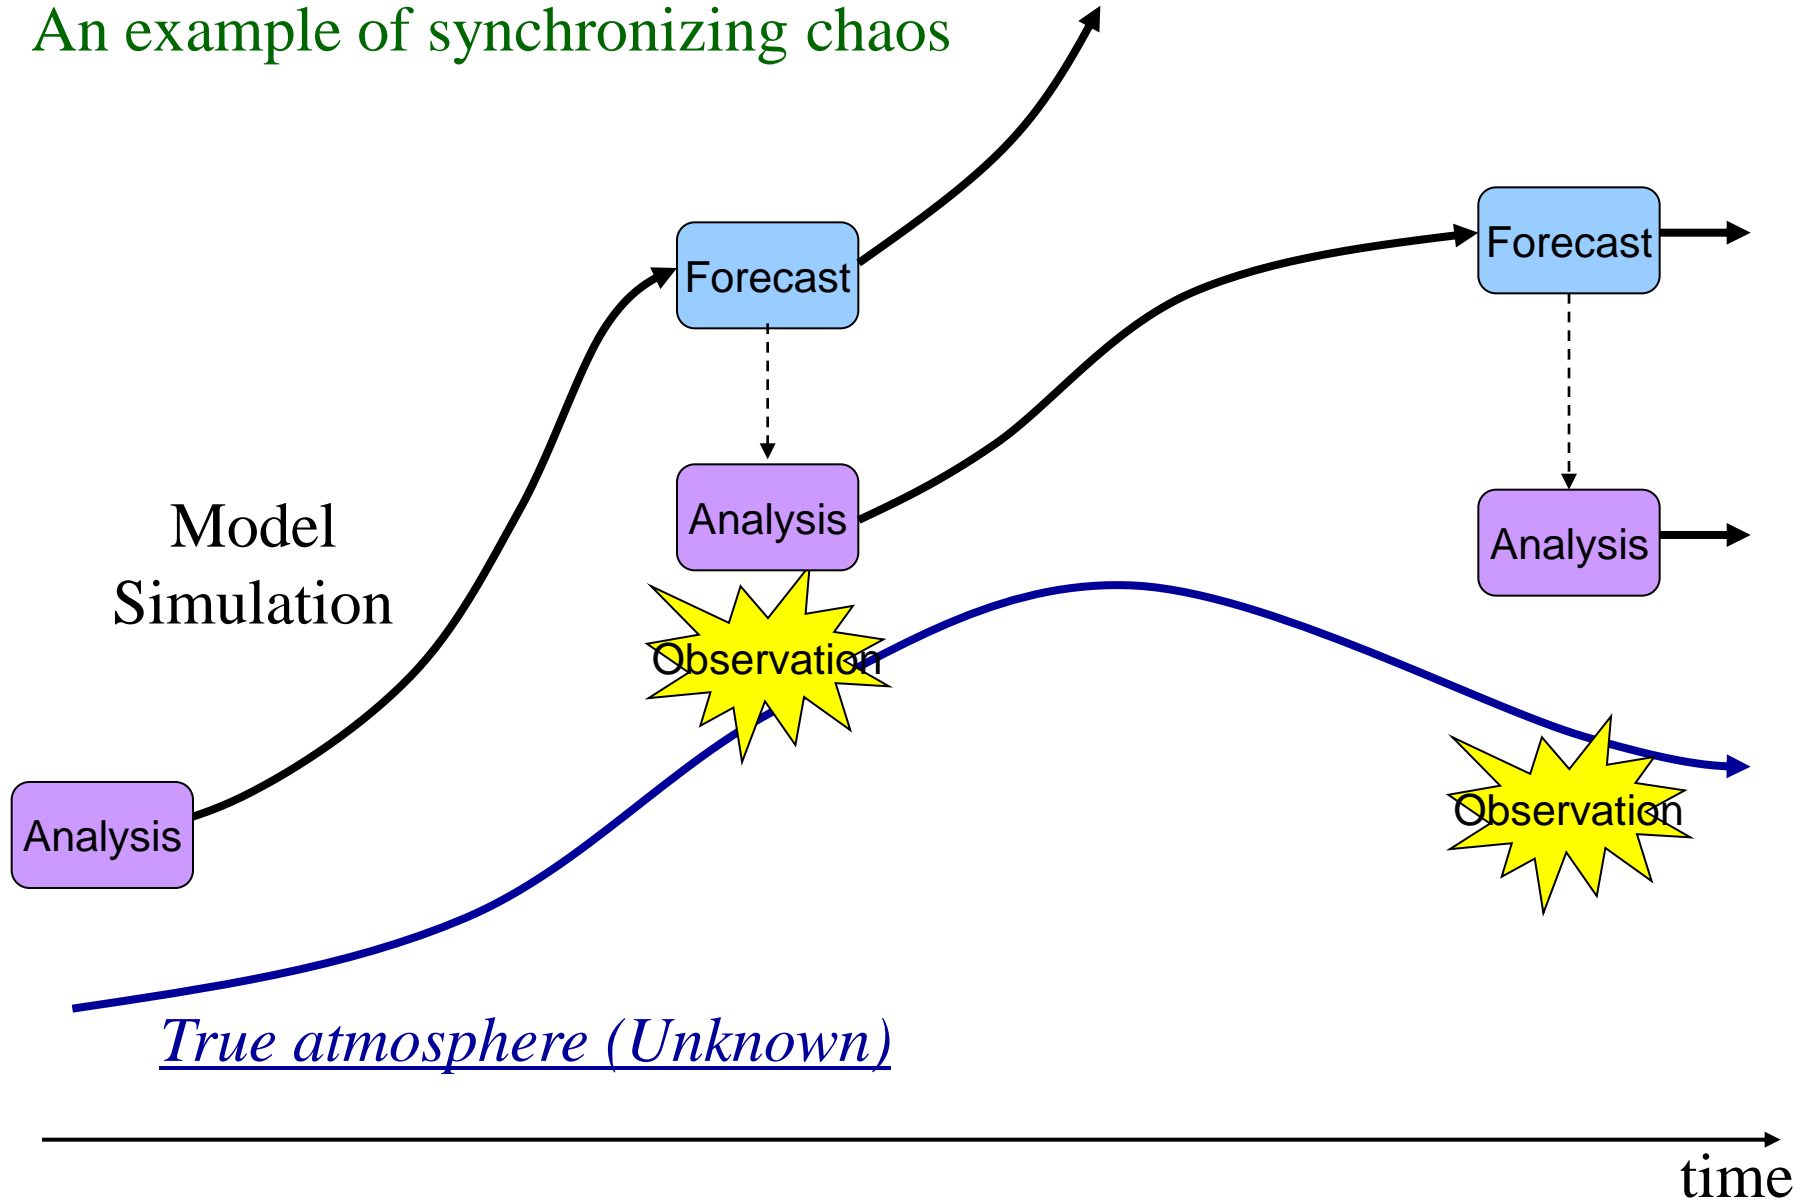 An example of synchronizing chaos
Forecast
Forecast
Model
Simulation
Analysis
Analysis
Observation
Analysis
Observation
True atmosphere (Unknown)
time